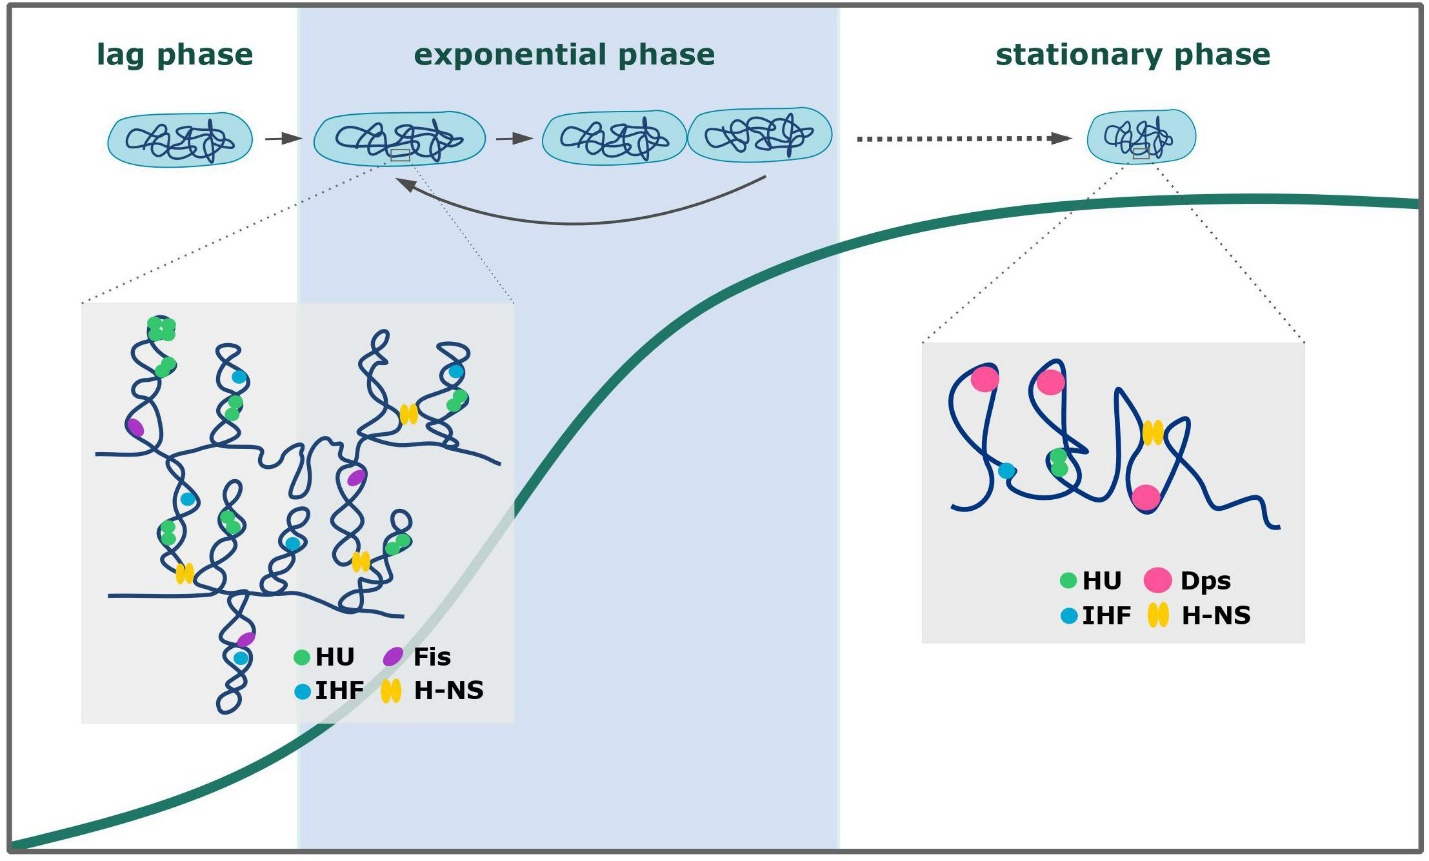 lag phase
exponential phase
stationary phase
HU Fis
IHF H-NS
HU Dps
IHF H-NS